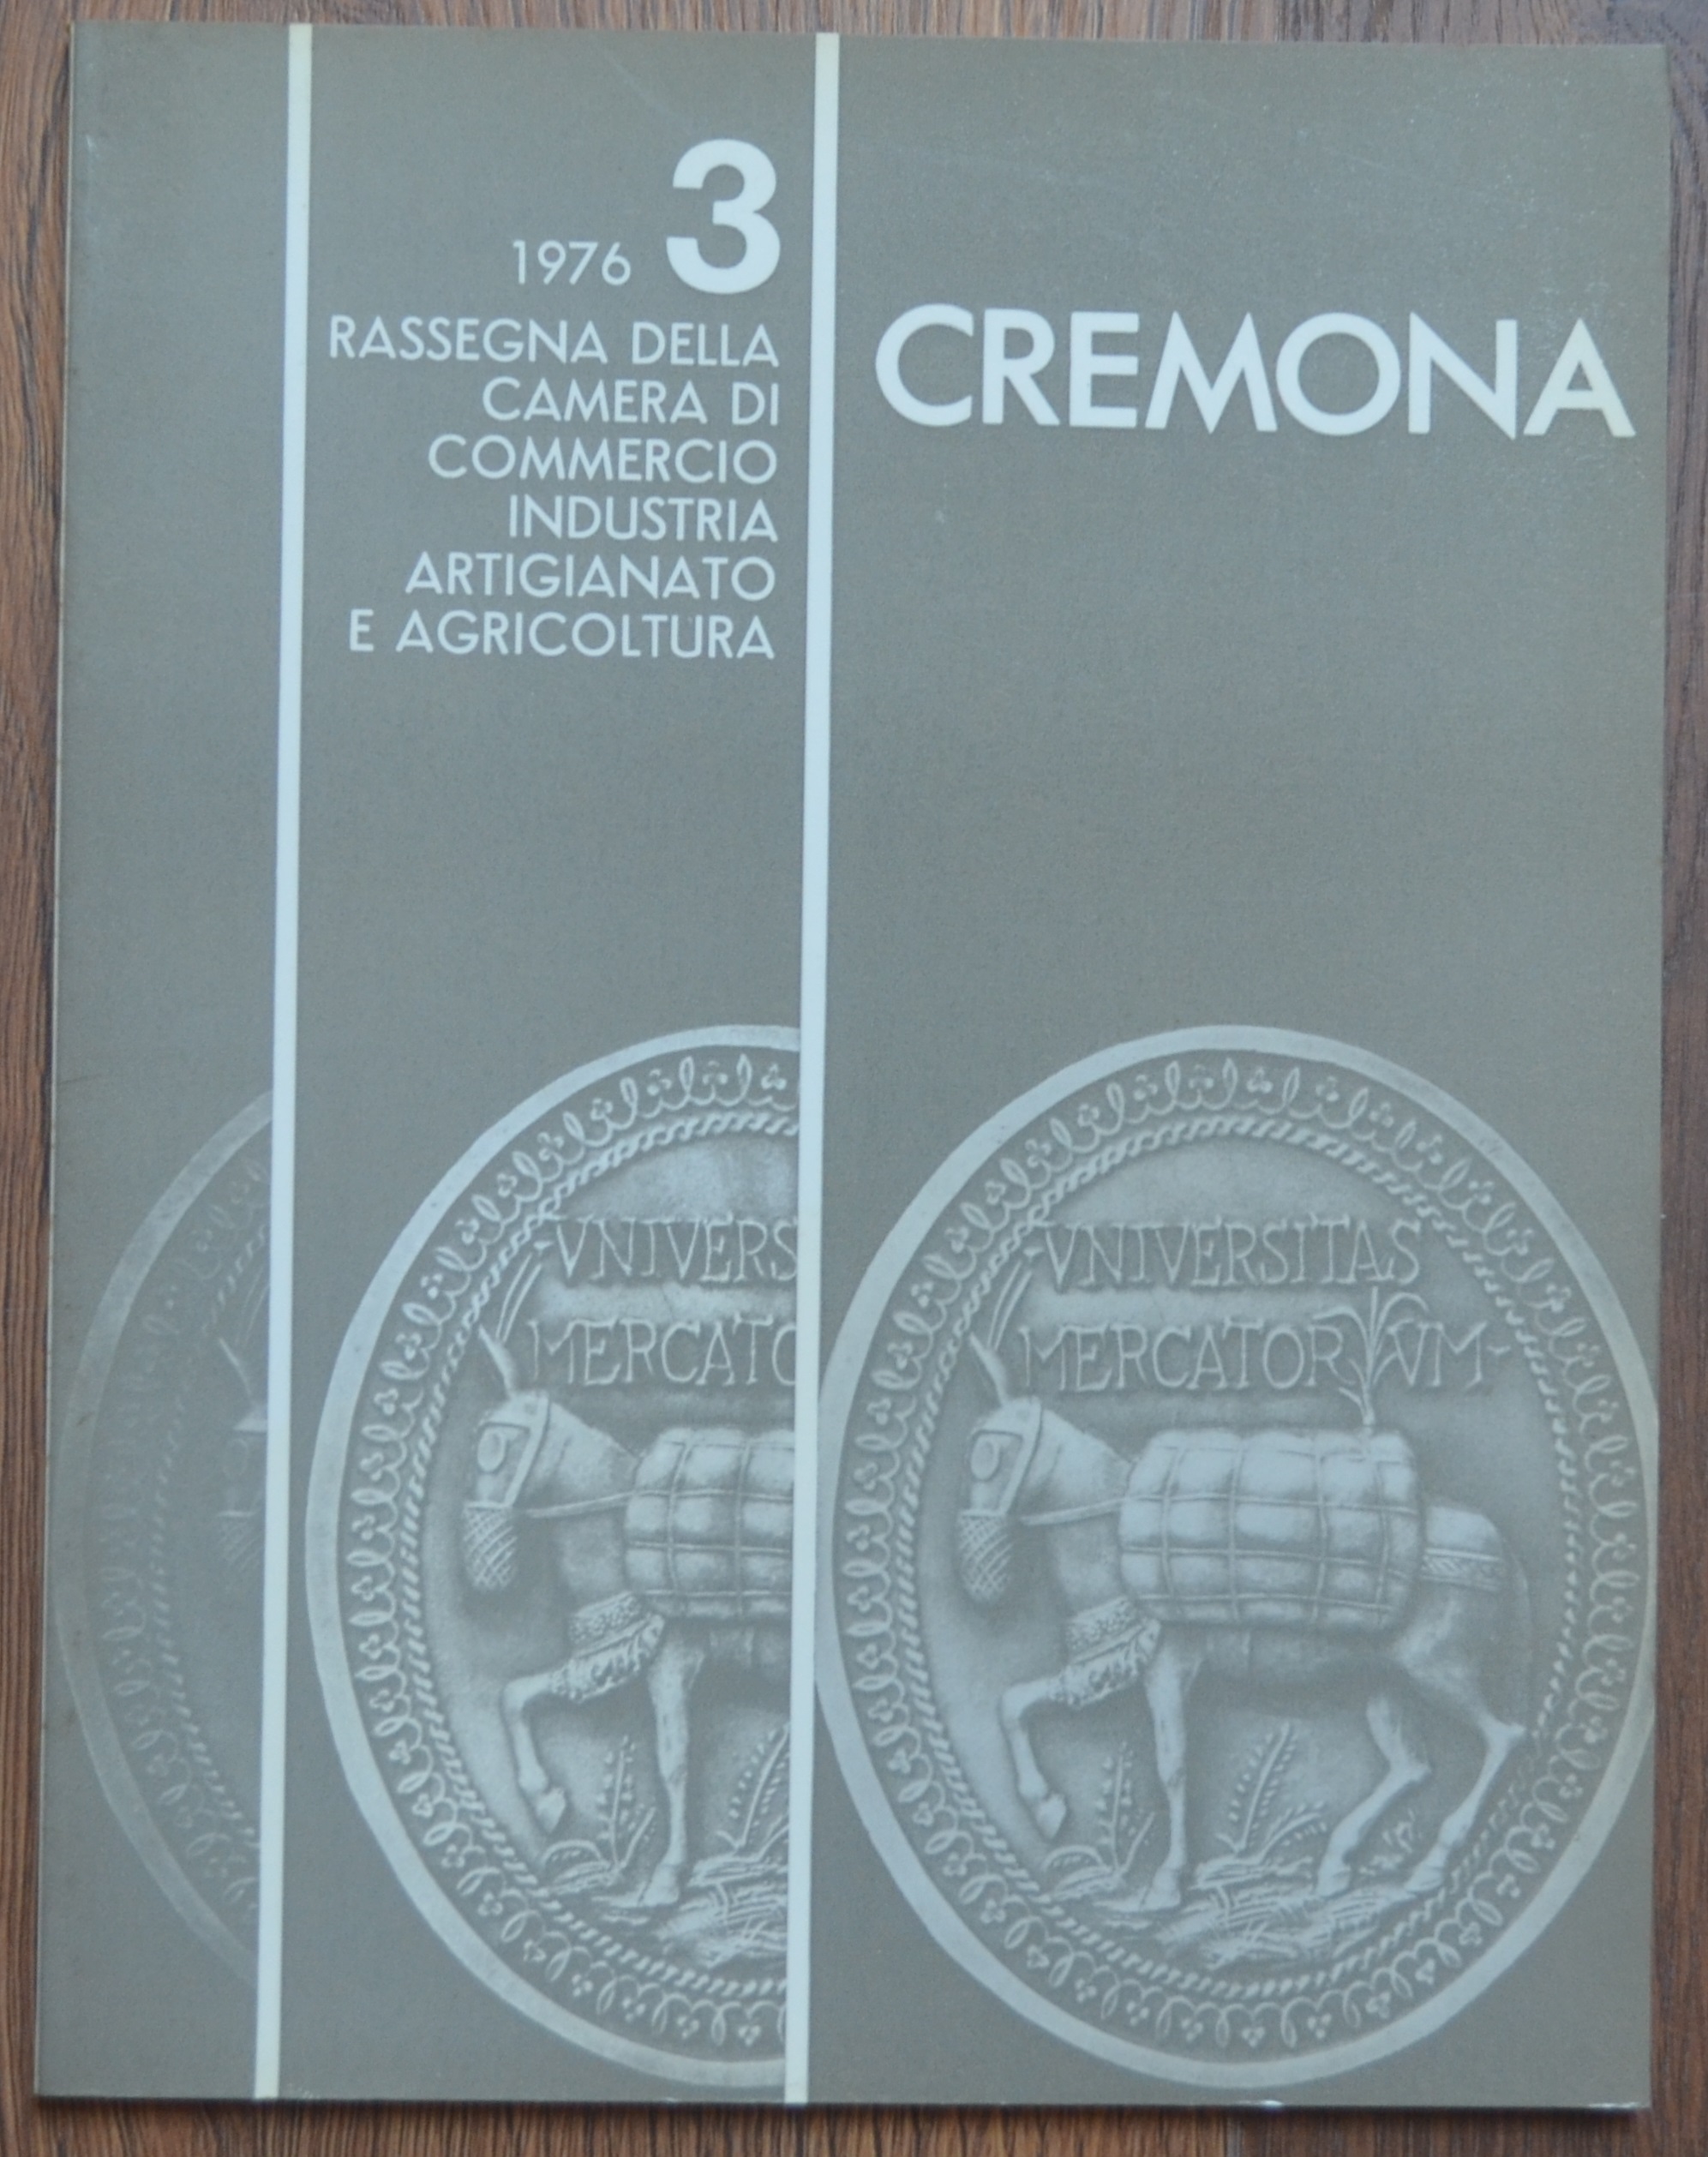 3
1976
RASSEGNA DELLA
CAMERA DI
COMMERCIO
INDUSTRIA
ARTIGIANATO
E AGRICOLTURA
CREMONA
VNIVERS
MERCATO
VNIVERSITAS
MERCATORVM